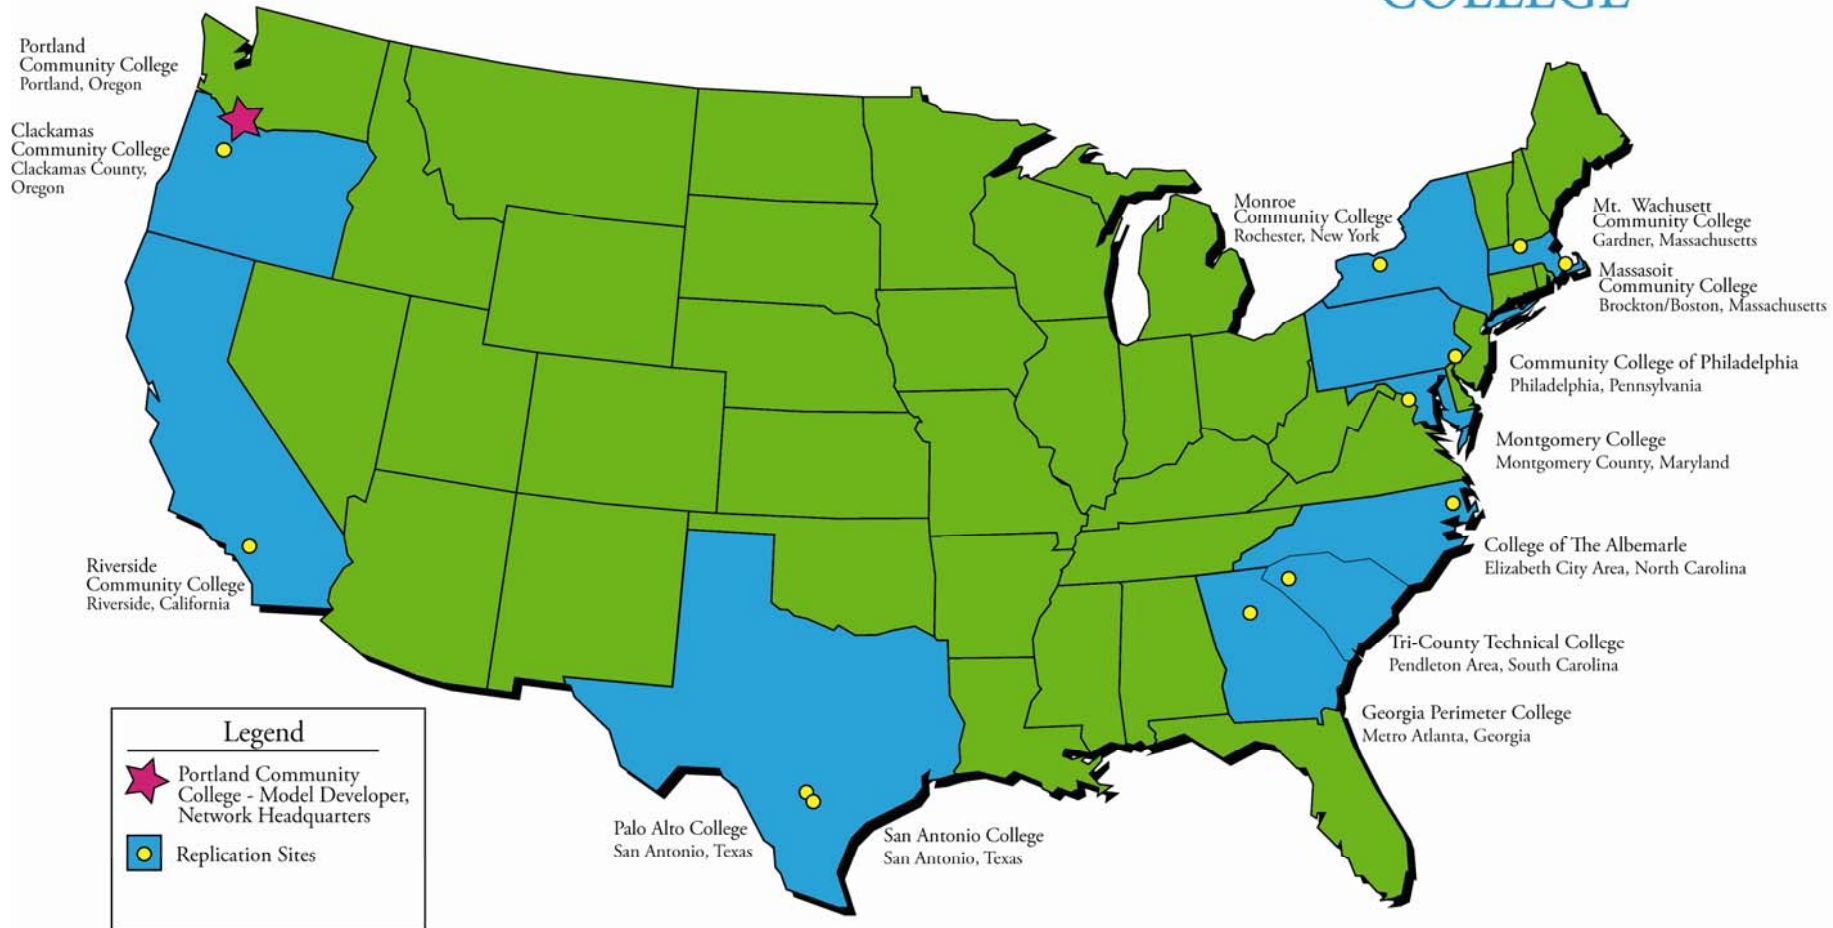 COLLEGE
Portland
Community College
Portland, Oregon
Clackamas
Community College
Clackamas County,
Oregon
Monroe
Community College
Rochester, New York
Mt. Wachusett
Community College
Gardner, Massachusetts
Massasoit
Community College
Brockton/Boston, Massachusetts
Community College of Philadelphia
Philadelphia, Pennsylvania
Montgomery College
Montgomery County, Maryland
College of The Albemarle
Elizabeth City Area, North Carolina
Riverside
Community College
Riverside, California
Tri-County Technical College
Pendleton Area, South Carolina
Georgia Perimeter College
Metro Atlanta, Georgia
Palo Alto College
San Antonio, Texas
San Antonio College
San Antonio, Texas
Legend
Portland Community
College - Model Developer,
Network Headquarters
Replication Sites